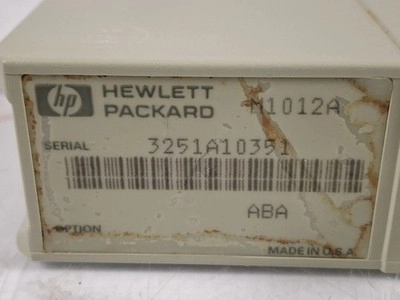 hp HEWLETT
PACKARD M1012A
SERIAL 3251A10351
ABA
OPTION
MADE IN U.S.A.